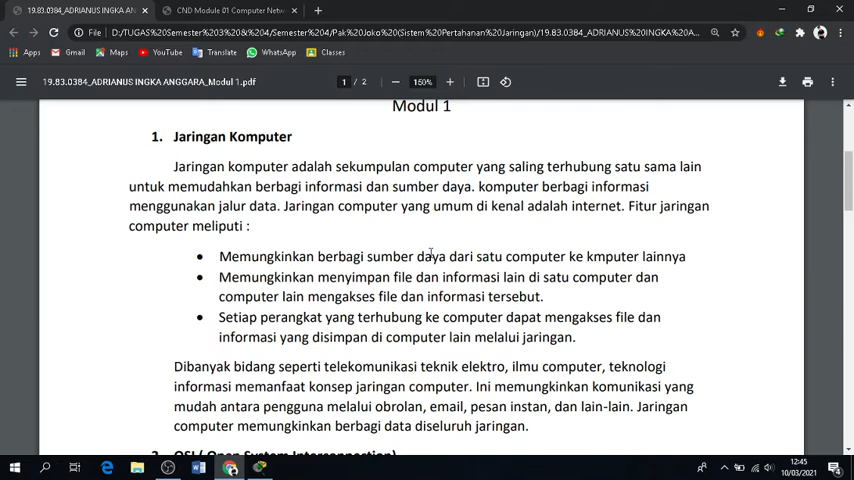 19.83.0384_ADRIANUS INGKA AN
CND Module 01 Computer Netw
File
D:/TUGAS%20Semester%203%20&%204/Semester%204/Pak%20Joko%20(Sistem%20Pertahanan%20Jaringan)/19.83.0384_ADRIANUS%20INGKA%20A...
Apps
Gmail
Maps
YouTube
Translate
WhatsApp
Classes
19.83.0384_ADRIANUS INGKA ANGGARA_Modul 1.pdf
1 / 2
150%
Modul 1
1. Jaringan Komputer
Jaringan komputer adalah sekumpulan computer yang saling terhubung satu sama lain
untuk memudahkan berbagi informasi dan sumber daya. komputer berbagi informasi
menggunakan jalur data. Jaringan computer yang umum di kenal adalah internet. Fitur jaringan
computer meliputi :
• Memungkinkan berbagi sumber daya dari satu computer ke kmputer lainnya
• Memungkinkan menyimpan file dan informasi lain di satu computer dan
computer lain mengakses file dan informasi tersebut.
• Setiap perangkat yang terhubung ke computer dapat mengakses file dan
informasi yang disimpan di computer lain melalui jaringan.
Dibanyak bidang seperti telekomunikasi teknik elektro, ilmu computer, teknologi
informasi memanfaat konsep jaringan computer. Ini memungkinkan komunikasi yang
mudah antara pengguna melalui obrolan, email, pesan instan, dan lain-lain. Jaringan
computer memungkinkan berbagi data diseluruh jaringan.
2. OSI ( Open System Interconnection)
12:45
10/03/2021
4